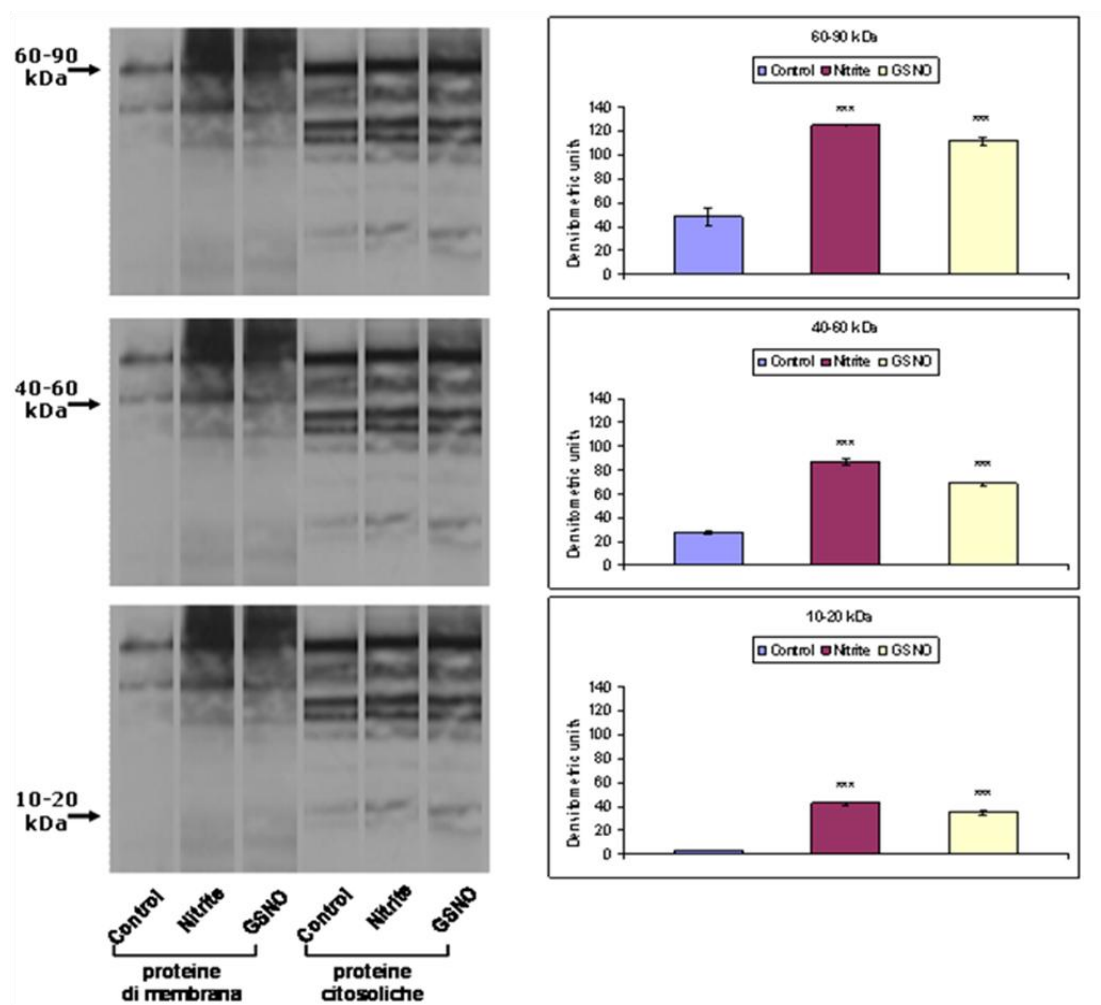 60-90
kDa
40-60
kDa
10-20
kDa
Control Nitrite GSNO Control Nitrite GSNO
proteine
di membrana
proteine
citosoliche
60-90 kDa
Control Nitrite GSNO
Densitometric units
140
120
100
80
60
40
20
0
***
***
40-60 kDa
Control Nitrite GSNO
Densitometric units
140
120
100
80
60
40
20
0
***
***
10-20 kDa
Control Nitrite GSNO
Densitometric units
140
120
100
80
60
40
20
0
***
***